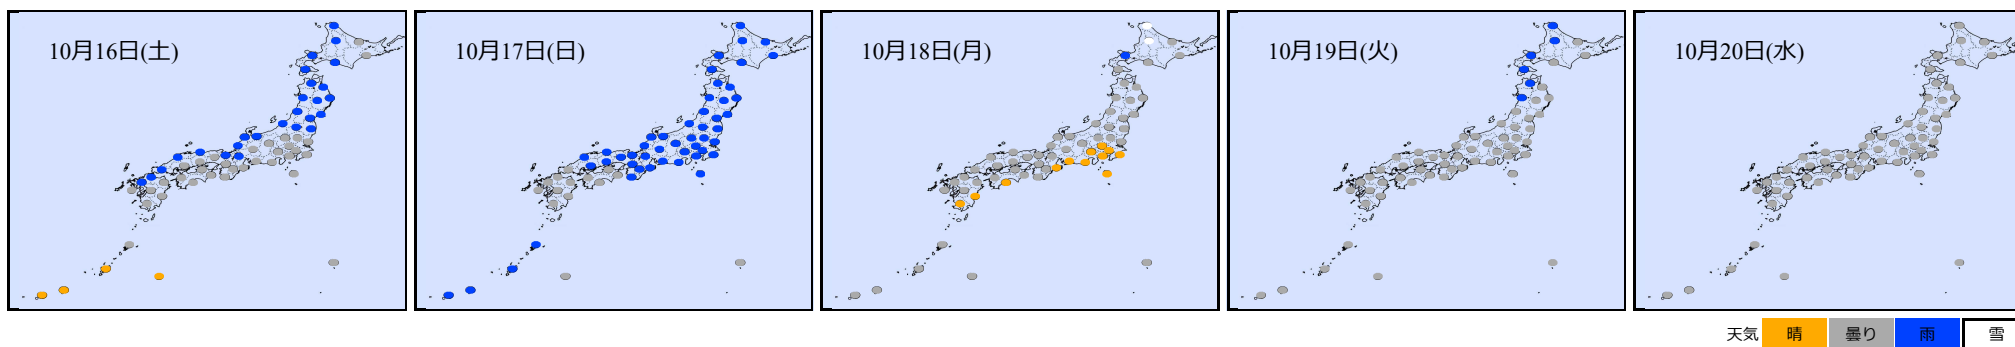 10月16日(土)
10月17日(日)
10月18日(月)
10月19日(火)
10月20日(水)
天気 晴 曇り 雨 雪